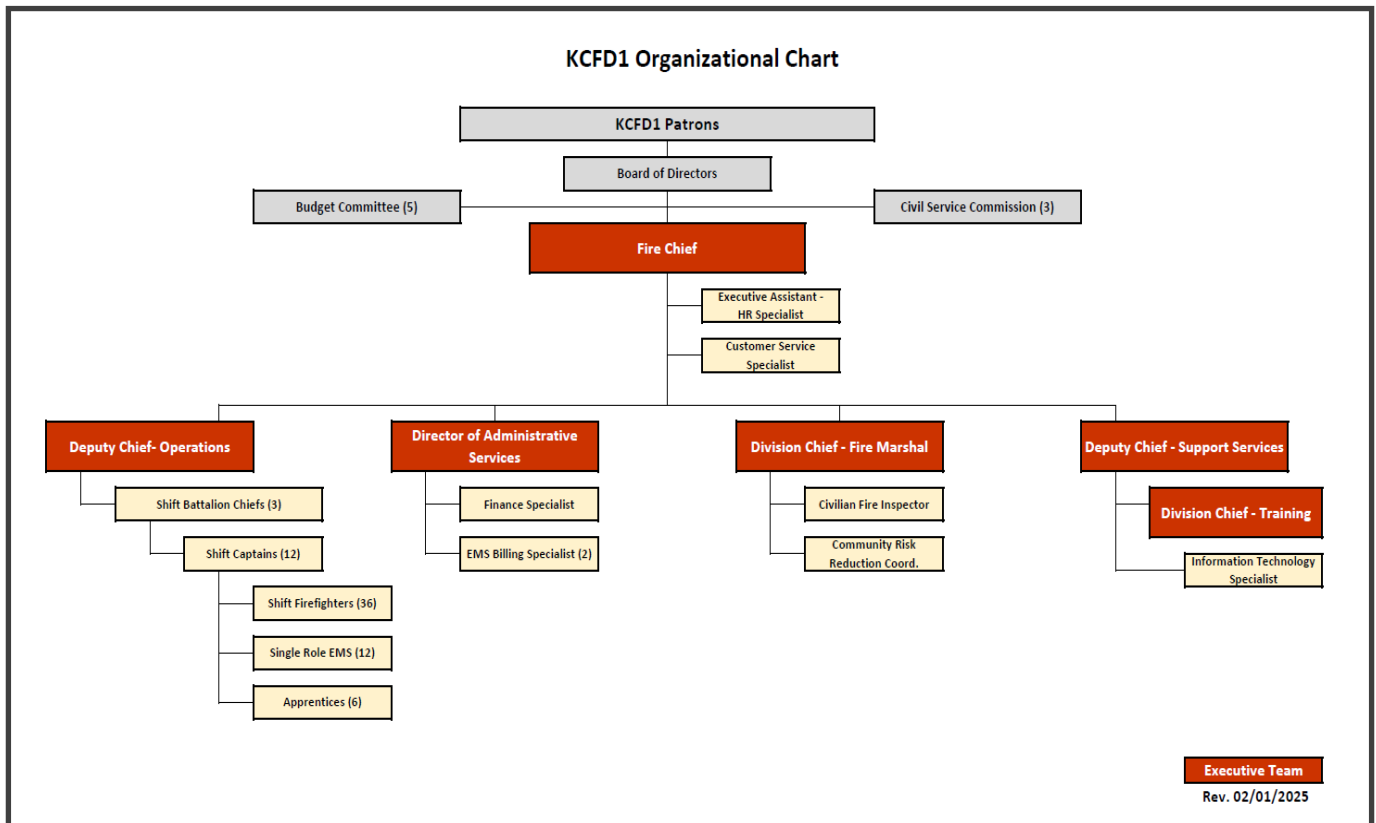 KCFD1 Organizational Chart
KCFD1 Patrons
Board of Directors
Budget Committee (5)
Civil Service Commission (3)
Fire Chief
Executive Assistant -
HR Specialist
Customer Service
Specialist
Deputy Chief- Operations
Shift Battalion Chiefs (3)
Shift Captains (12)
Shift Firefighters (36)
Single Role EMS (12)
Apprentices (6)
Director of Administrative
Services
Finance Specialist
EMS Billing Specialist (2)
Division Chief - Fire Marshal
Civilian Fire Inspector
Community Risk
Reduction Coord.
Deputy Chief - Support Services
Division Chief - Training
Information Technology
Specialist
Executive Team
Rev. 02/01/2025